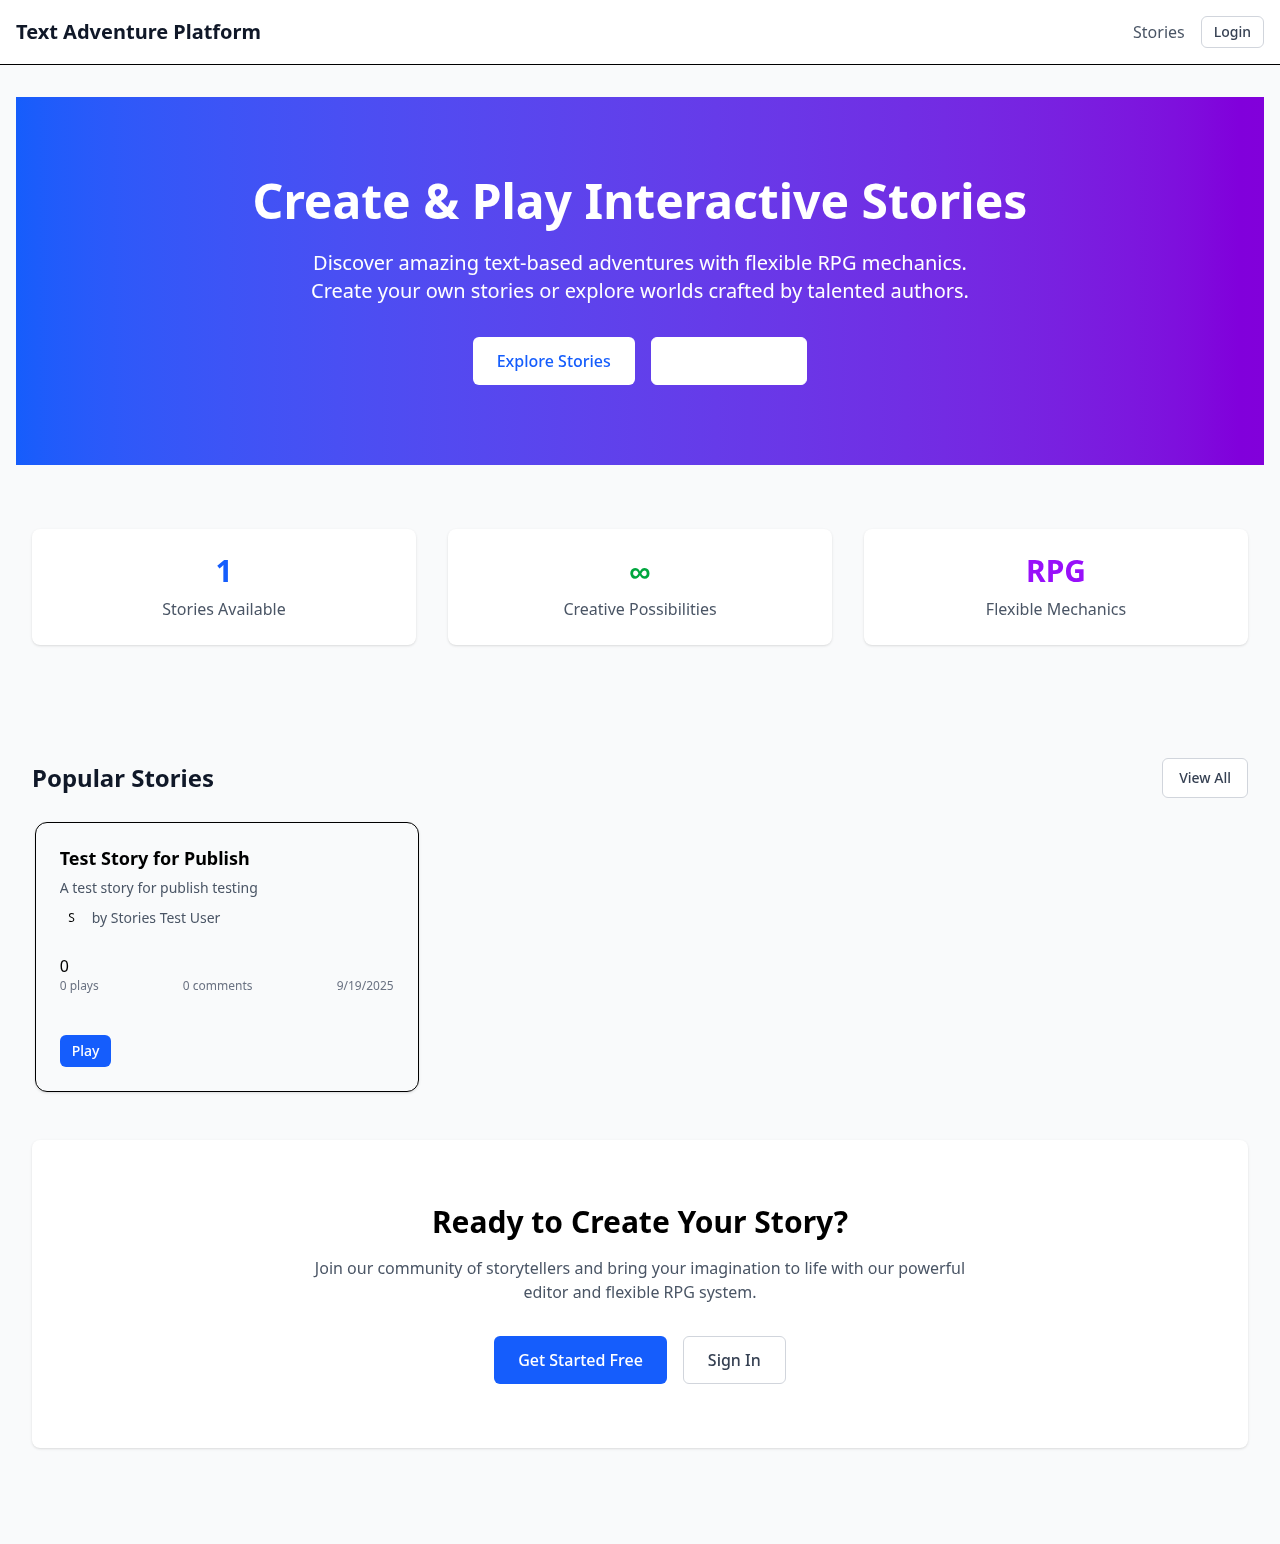 Text Adventure Platform
Stories
Login
Create & Play Interactive Stories
Discover amazing text-based adventures with flexible RPG mechanics.
Create your own stories or explore worlds crafted by talented authors.
Explore Stories
1
Stories Available
∞
Creative Possibilities
RPG
Flexible Mechanics
Popular Stories
View All
Test Story for Publish
A test story for publish testing
S
by Stories Test User
0
0 plays
0 comments
9/19/2025
Play
Ready to Create Your Story?
Join our community of storytellers and bring your imagination to life with our powerful
editor and flexible RPG system.
Get Started Free
Sign In